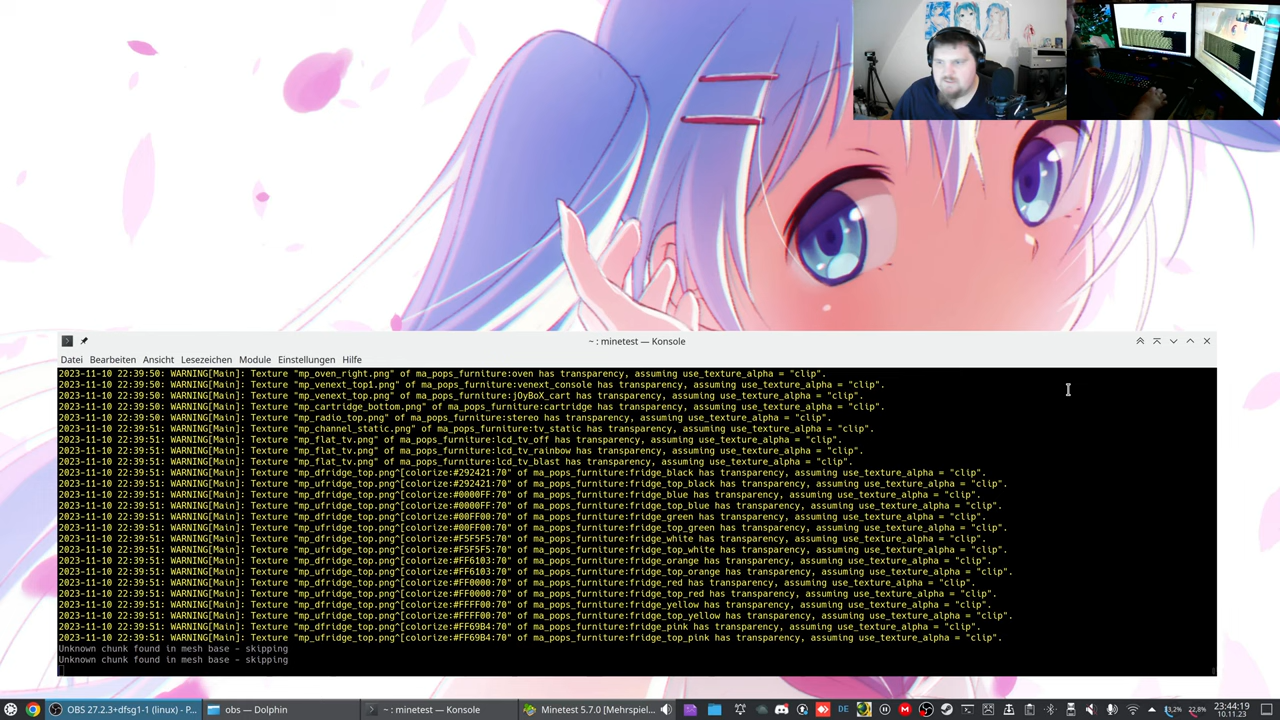 ~ : minetest — Konsole
Datei Bearbeiten Ansicht Lesezeichen Module Einstellungen Hilfe
2023-11-10 22:39:50: WARNING[Main]: Texture "mp_oven_right.png" of ma_pops_furniture:oven has transparency, assuming use_texture_alpha = "clip".
2023-11-10 22:39:50: WARNING[Main]: Texture "mp_venext_top1.png" of ma_pops_furniture:venext_console has transparency, assuming use_texture_alpha = "clip".
2023-11-10 22:39:50: WARNING[Main]: Texture "mp_venext_top.png" of ma_pops_furniture:jOyBoX_cart has transparency, assuming use_texture_alpha = "clip".
2023-11-10 22:39:50: WARNING[Main]: Texture "mp_cartridge_bottom.png" of ma_pops_furniture:cartridge has transparency, assuming use_texture_alpha = "clip".
2023-11-10 22:39:50: WARNING[Main]: Texture "mp_radio_top.png" of ma_pops_furniture:stereo has transparency, assuming use_texture_alpha = "clip".
2023-11-10 22:39:50: WARNING[Main]: Texture "mp_channel_static.png" of ma_pops_furniture:tv_static has transparency, assuming use_texture_alpha = "clip".
2023-11-10 22:39:51: WARNING[Main]: Texture "mp_flat_tv.png" of ma_pops_furniture:lcd_tv_off has transparency, assuming use_texture_alpha = "clip".
2023-11-10 22:39:51: WARNING[Main]: Texture "mp_flat_tv.png" of ma_pops_furniture:lcd_tv_rainbow has transparency, assuming use_texture_alpha = "clip".
2023-11-10 22:39:51: WARNING[Main]: Texture "mp_flat_tv.png" of ma_pops_furniture:lcd_tv_blast has transparency, assuming use_texture_alpha = "clip".
2023-11-10 22:39:51: WARNING[Main]: Texture "mp_dfridge_top.png^[colorize:#292421:70" of ma_pops_furniture:fridge_black has transparency, assuming use_texture_alpha = "clip".
2023-11-10 22:39:51: WARNING[Main]: Texture "mp_ufridge_top.png^[colorize:#292421:70" of ma_pops_furniture:fridge_top_black has transparency, assuming use_texture_alpha = "clip".
2023-11-10 22:39:51: WARNING[Main]: Texture "mp_dfridge_top.png^[colorize:#0000FF:70" of ma_pops_furniture:fridge_blue has transparency, assuming use_texture_alpha = "clip".
2023-11-10 22:39:51: WARNING[Main]: Texture "mp_ufridge_top.png^[colorize:#0000FF:70" of ma_pops_furniture:fridge_top_blue has transparency, assuming use_texture_alpha = "clip".
2023-11-10 22:39:51: WARNING[Main]: Texture "mp_dfridge_top.png^[colorize:#00FF00:70" of ma_pops_furniture:fridge_green has transparency, assuming use_texture_alpha = "clip".
2023-11-10 22:39:51: WARNING[Main]: Texture "mp_ufridge_top.png^[colorize:#00FF00:70" of ma_pops_furniture:fridge_top_green has transparency, assuming use_texture_alpha = "clip".
2023-11-10 22:39:51: WARNING[Main]: Texture "mp_dfridge_top.png^[colorize:#F5F5F5:70" of ma_pops_furniture:fridge_white has transparency, assuming use_texture_alpha = "clip".
2023-11-10 22:39:51: WARNING[Main]: Texture "mp_ufridge_top.png^[colorize:#F5F5F5:70" of ma_pops_furniture:fridge_top_white has transparency, assuming use_texture_alpha = "clip".
2023-11-10 22:39:51: WARNING[Main]: Texture "mp_dfridge_top.png^[colorize:#FF6103:70" of ma_pops_furniture:fridge_orange has transparency, assuming use_texture_alpha = "clip".
2023-11-10 22:39:51: WARNING[Main]: Texture "mp_ufridge_top.png^[colorize:#FF6103:70" of ma_pops_furniture:fridge_top_orange has transparency, assuming use_texture_alpha = "clip".
2023-11-10 22:39:51: WARNING[Main]: Texture "mp_dfridge_top.png^[colorize:#FF0000:70" of ma_pops_furniture:fridge_red has transparency, assuming use_texture_alpha = "clip".
2023-11-10 22:39:51: WARNING[Main]: Texture "mp_ufridge_top.png^[colorize:#FF0000:70" of ma_pops_furniture:fridge_top_red has transparency, assuming use_texture_alpha = "clip".
2023-11-10 22:39:51: WARNING[Main]: Texture "mp_dfridge_top.png^[colorize:#FFFF00:70" of ma_pops_furniture:fridge_yellow has transparency, assuming use_texture_alpha = "clip".
2023-11-10 22:39:51: WARNING[Main]: Texture "mp_ufridge_top.png^[colorize:#FFFF00:70" of ma_pops_furniture:fridge_top_yellow has transparency, assuming use_texture_alpha = "clip".
2023-11-10 22:39:51: WARNING[Main]: Texture "mp_dfridge_top.png^[colorize:#FF69B4:70" of ma_pops_furniture:fridge_pink has transparency, assuming use_texture_alpha = "clip".
2023-11-10 22:39:51: WARNING[Main]: Texture "mp_ufridge_top.png^[colorize:#FF69B4:70" of ma_pops_furniture:fridge_top_pink has transparency, assuming use_texture_alpha = "clip".
Unknown chunk found in mesh base - skipping
Unknown chunk found in mesh base - skipping
OBS 27.2.3+dfsg1-1 (linux) - P... obs — Dolphin ~ : minetest — Konsole Minetest 5.7.0 [Mehrspiel... DE 22,8% 23:44:19
10.11.23